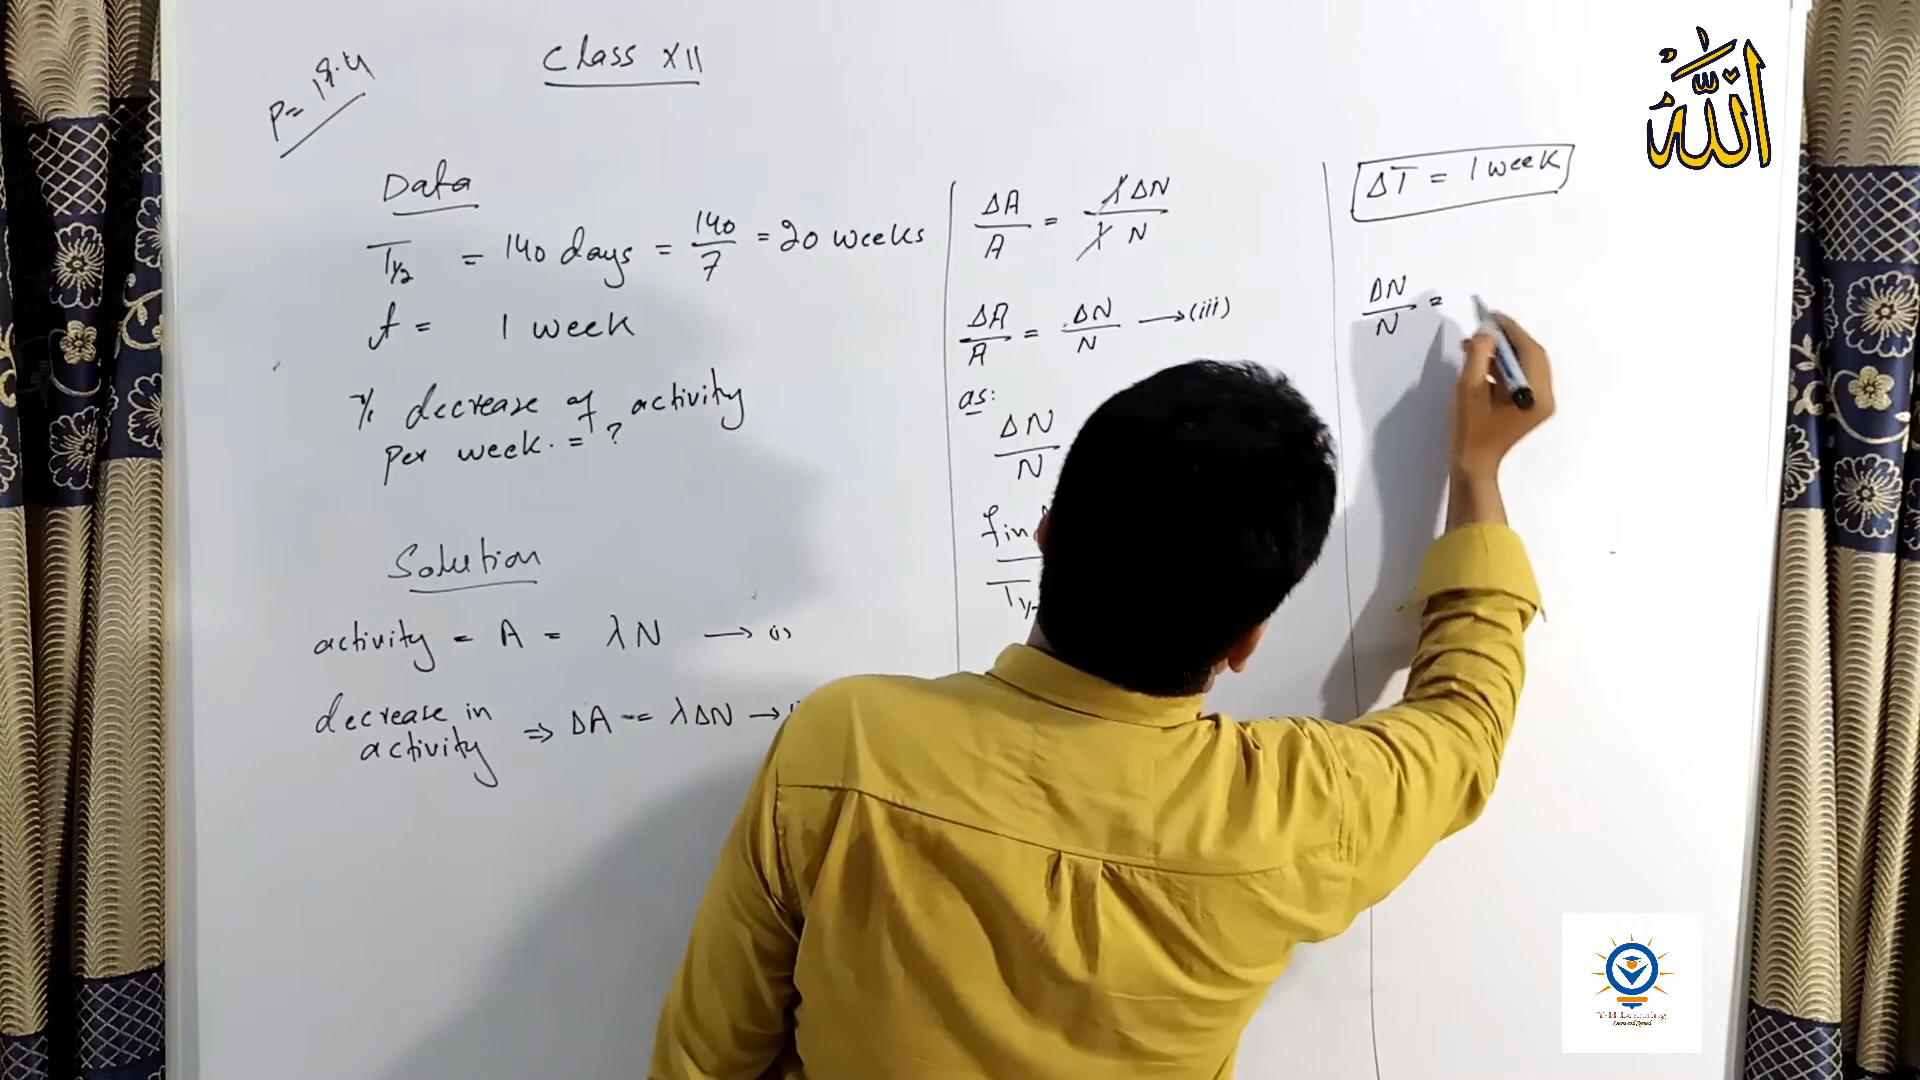 P= 19.4
Class XII
الله
Data
T½ = 140 days = 140/7 = 20 weeks
t = 1 week
% decrease of activity
per week. = ?
Solution
activity = A = λN → (i)
decrease in
activity ⇒ ΔA = λΔN →
ΔA/A = λΔN/λN
ΔA/A = ΔN/N → (iii)
as:
ΔN/N
fin
T½
ΔT = 1 week
ΔN/N =
Y-H Learning